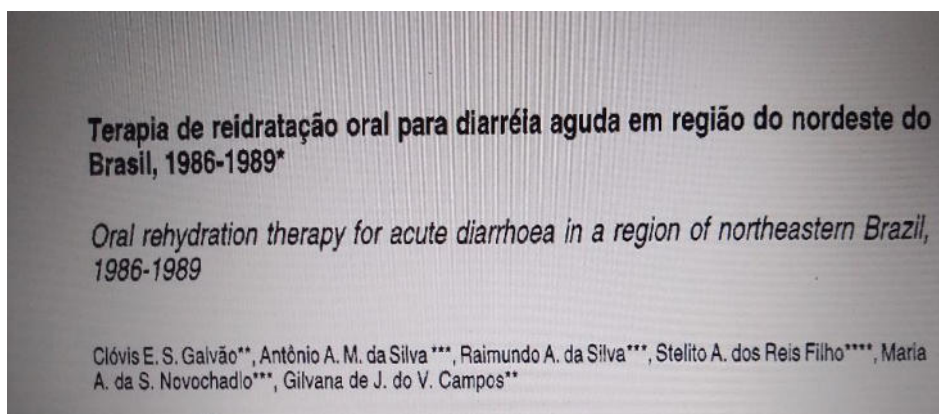 Terapia de reidratação oral para diarréia aguda em região do nordeste do
Brasil, 1986-1989*
Oral rehydration therapy for acute diarrhoea in a region of northeastern Brazil,
1986-1989
Clóvis E. S. Galvão**, Antônio A. M. da Silva ***, Raimundo A. da Silva***, Stelito A. dos Reis Filho****, Maria
A. da S. Novochadlo***, Gilvana de J. do V. Campos**